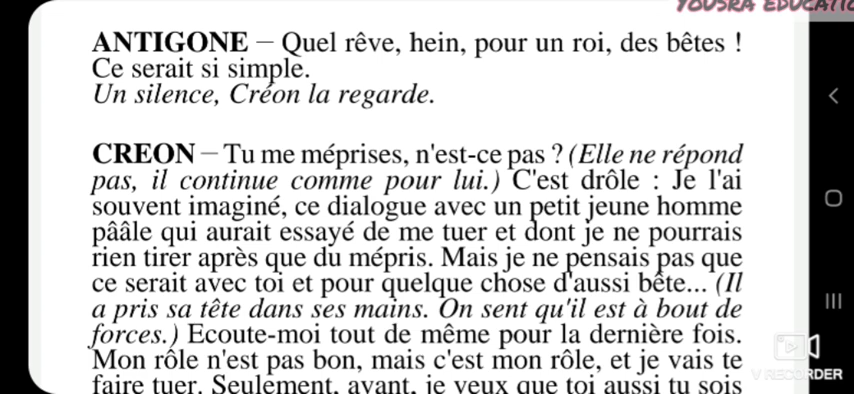 YOUSRA EDUCATIO
ANTIGONE – Quel rêve, hein, pour un roi, des bêtes !
Ce serait si simple.
Un silence, Créon la regarde.
CREON – Tu me méprises, n'est-ce pas ? (Elle ne répond
pas, il continue comme pour lui.) C'est drôle : Je l'ai
souvent imaginé, ce dialogue avec un petit jeune homme
pââle qui aurait essayé de me tuer et dont je ne pourrais
rien tirer après que du mépris. Mais je ne pensais pas que
ce serait avec toi et pour quelque chose d'aussi bête... (Il
a pris sa tête dans ses mains. On sent qu'il est à bout de
forces.) Ecoute-moi tout de même pour la dernière fois.
Mon rôle n'est pas bon, mais c'est mon rôle, et je vais te
faire tuer. Seulement, avant, je veux que toi aussi tu sois
V RECORDER